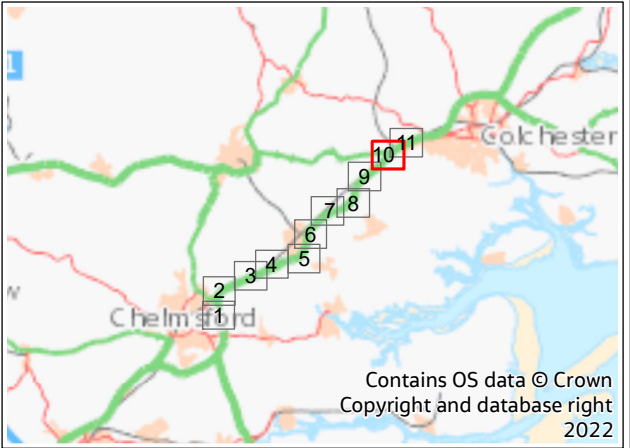 1
Colchester
11
10
9
8
7
6
5
4
3
2
1
Chelmsford
w
Contains OS data © Crown
Copyright and database right
2022